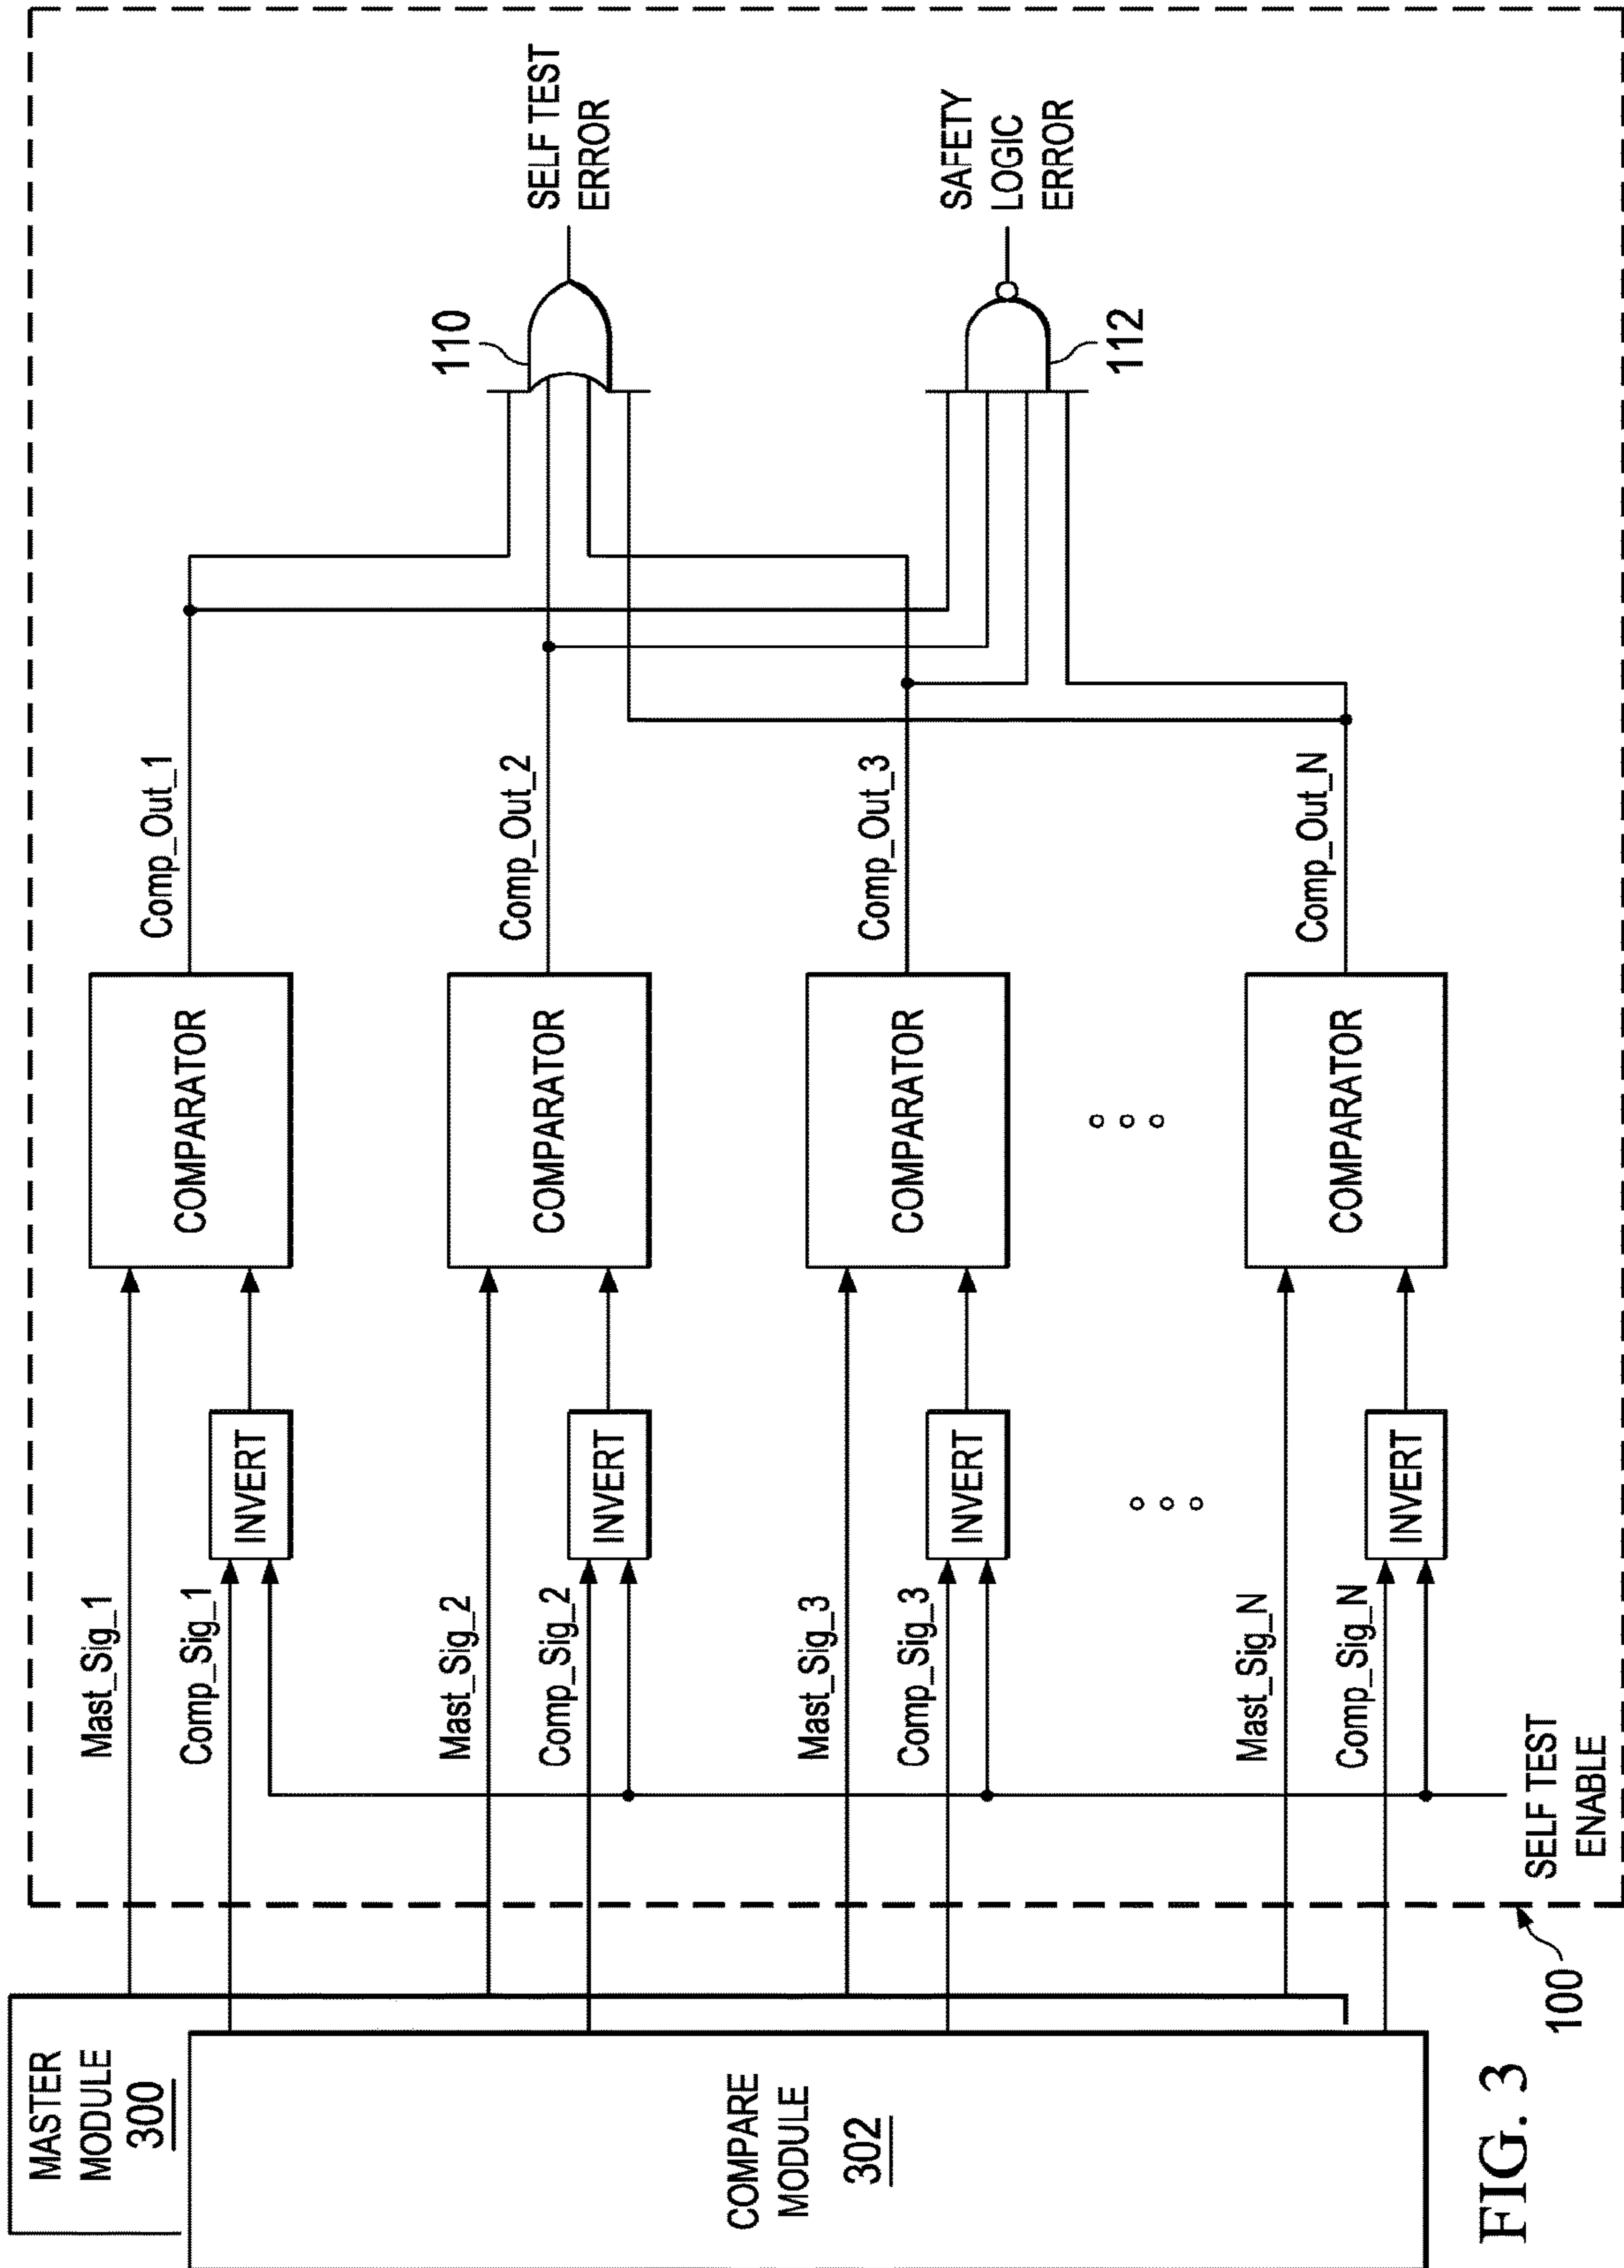 MASTER
MODULE
300
COMPARE
MODULE
302
Mast_Sig_1
Comp_Sig_1
INVERT
COMPARATOR
Comp_Out_1
Mast_Sig_2
Comp_Sig_2
INVERT
COMPARATOR
Comp_Out_2
Mast_Sig_3
Comp_Sig_3
INVERT
COMPARATOR
Comp_Out_3
Mast_Sig_N
Comp_Sig_N
INVERT
COMPARATOR
Comp_Out_N
110
SELF TEST
ERROR
112
SAFETY
LOGIC
ERROR
SELF TEST
ENABLE
100
FIG. 3